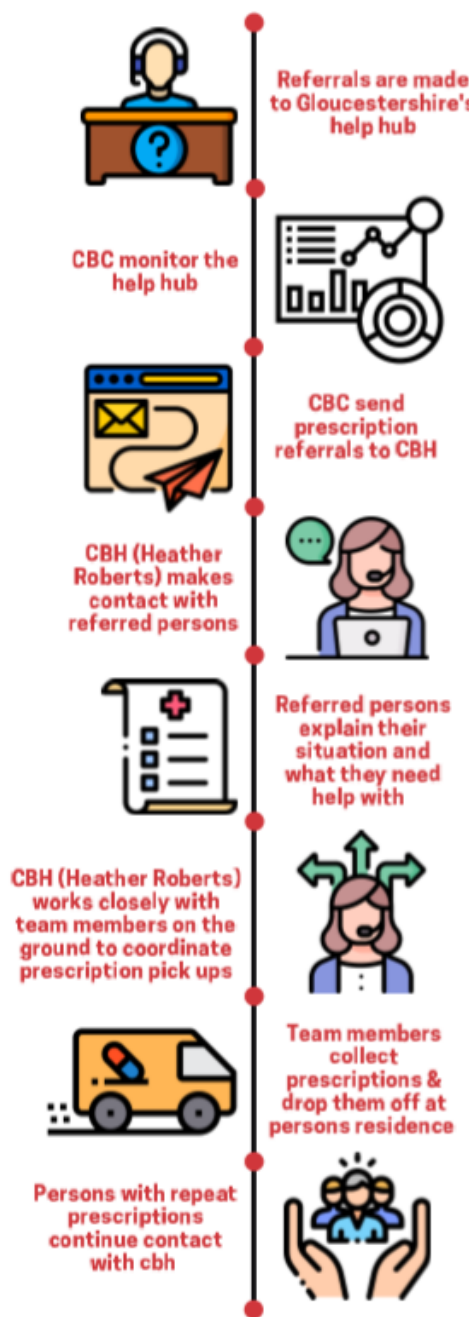 Referrals are made
to Gloucestershire's
help hub
CBC monitor the
help hub
CBC send
prescription
referrals to CBH
CBH (Heather
Roberts) makes
contact with
referred persons
Referred persons
explain their
situation and
what they need
help with
CBH (Heather Roberts)
works closely with
team members on the
ground to coordinate
prescription pick ups
Team members
collect
prescriptions &
drop them off at
persons residence
Persons with repeat
prescriptions
continue contact
with cbh